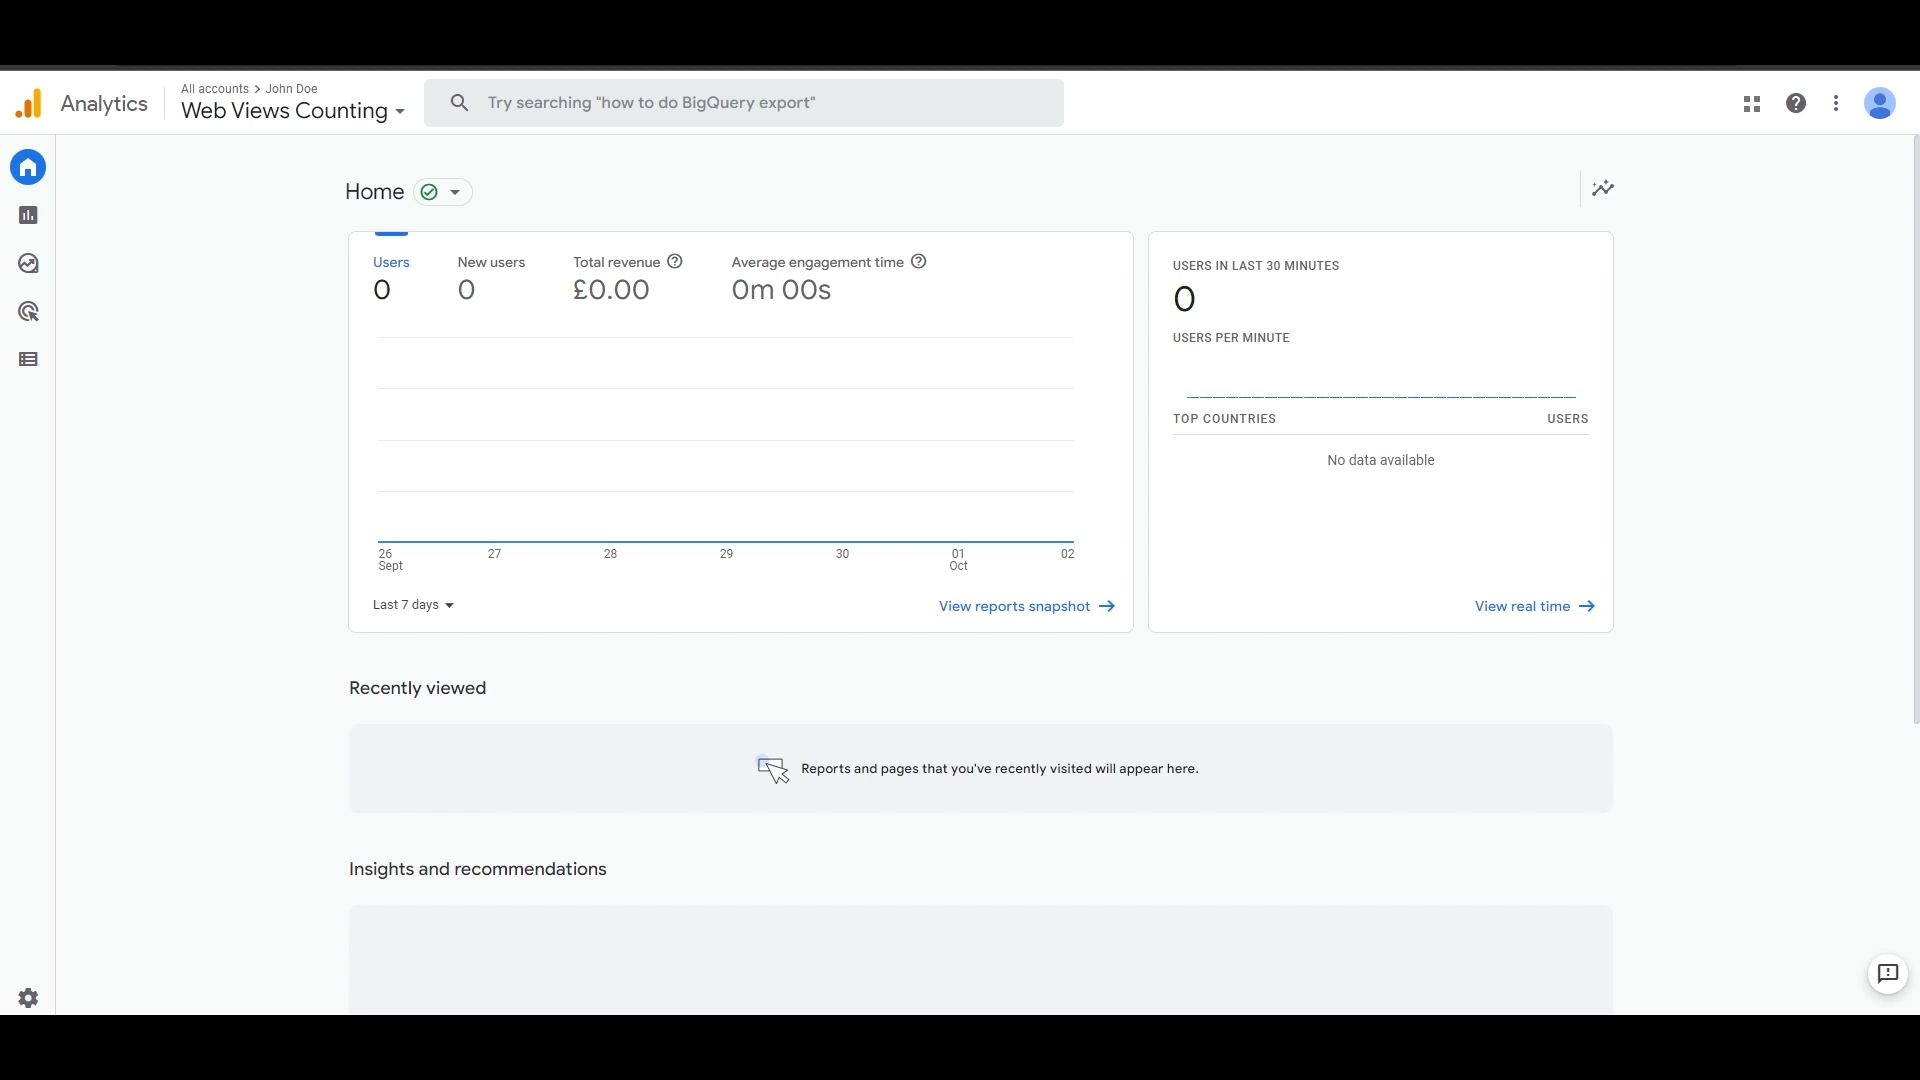 Analytics
All accounts > John Doe
Web Views Counting
Try searching "how to do BigQuery export"
Home
Users
0
New users
0
Total revenue
£0.00
Average engagement time
0m 00s
26
Sept
27
28
29
30
01
Oct
02
Last 7 days
View reports snapshot
USERS IN LAST 30 MINUTES
0
USERS PER MINUTE
TOP COUNTRIES USERS
No data available
View real time
Recently viewed
Reports and pages that you've recently visited will appear here.
Insights and recommendations